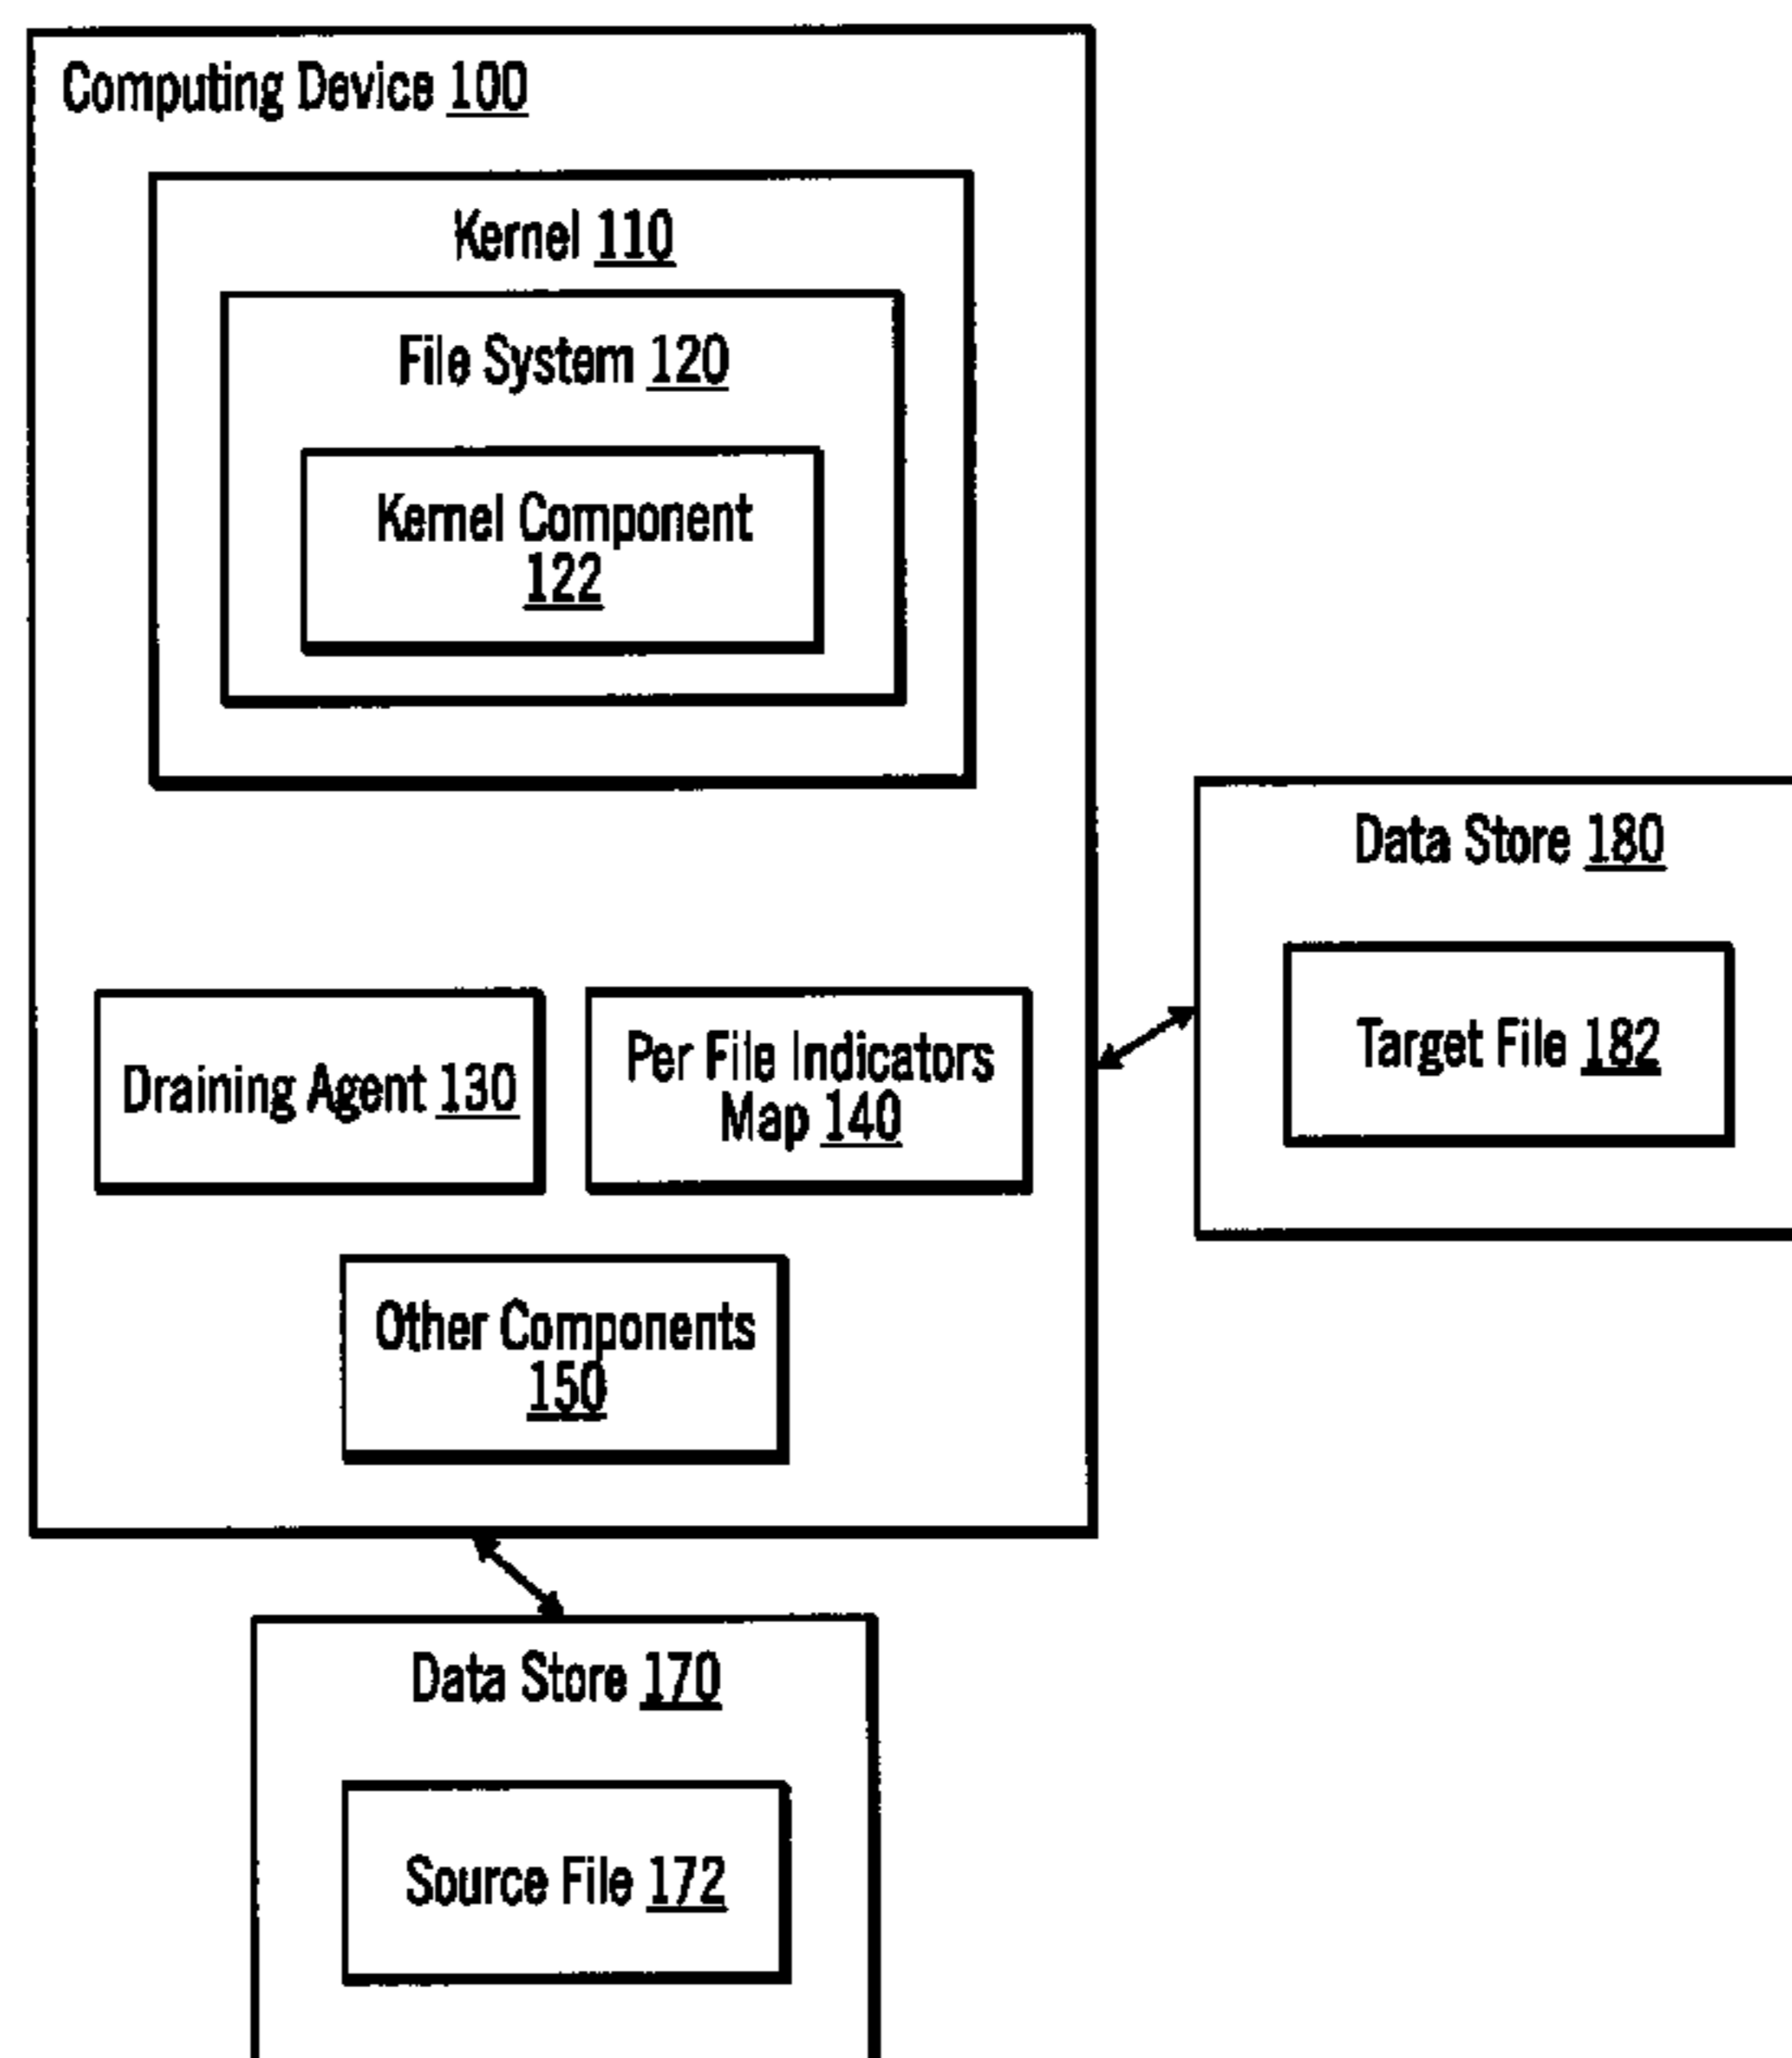 Computing Device 100
Kernel 110
File System 120
Kernel Component
122
Data Store 180
Target File 182
Draining Agent 130
Per File Indicators
Map 140
Other Components
150
Data Store 170
Source File 172